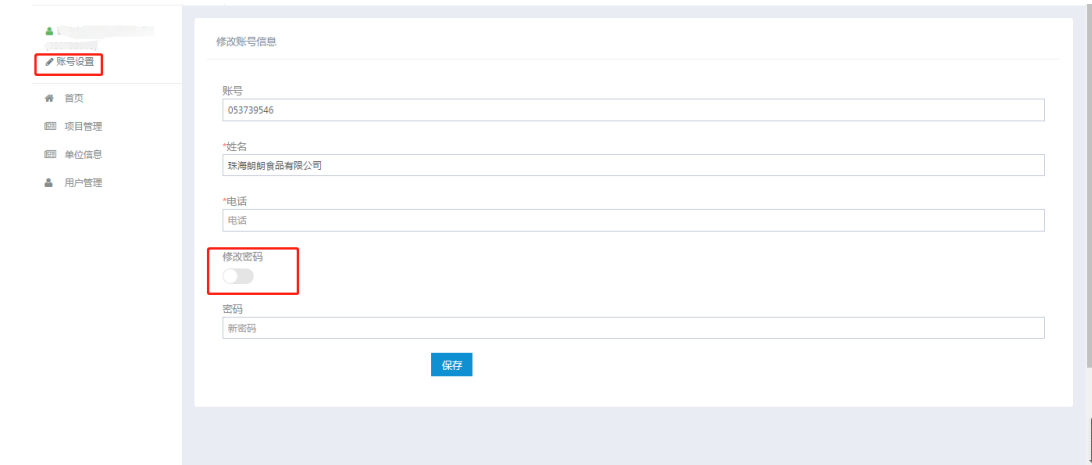 账号设置
首页
项目管理
单位信息
用户管理
修改账号信息
账号
053739546
*姓名
珠海朗朗食品有限公司
*电话
电话
修改密码
密码
新密码
保存